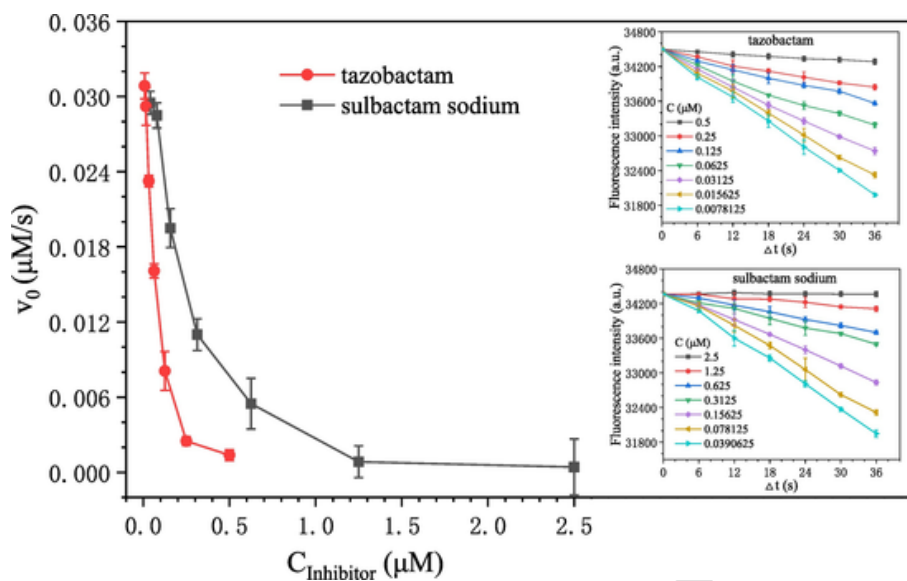 0.036
0.030
0.024
0.018
0.012
0.006
0.000
v0 (μM/s)
0.0 0.5 1.0 1.5 2.0 2.5
CInhibitor (μM)
tazobactam
sulbactam sodium
tazobactam
34800
34200
33600
33000
32400
31800
Fluorescence intensity (a.u.)
C (μM)
0.5
0.25
0.125
0.0625
0.03125
0.015625
0.0078125
0 6 12 18 24 30 36
Δt (s)
sulbactam sodium
34800
34200
33600
33000
32400
31800
Fluorescence intensity (a.u.)
C (μM)
2.5
1.25
0.625
0.3125
0.15625
0.078125
0.0390625
0 6 12 18 24 30 36
Δt (s)